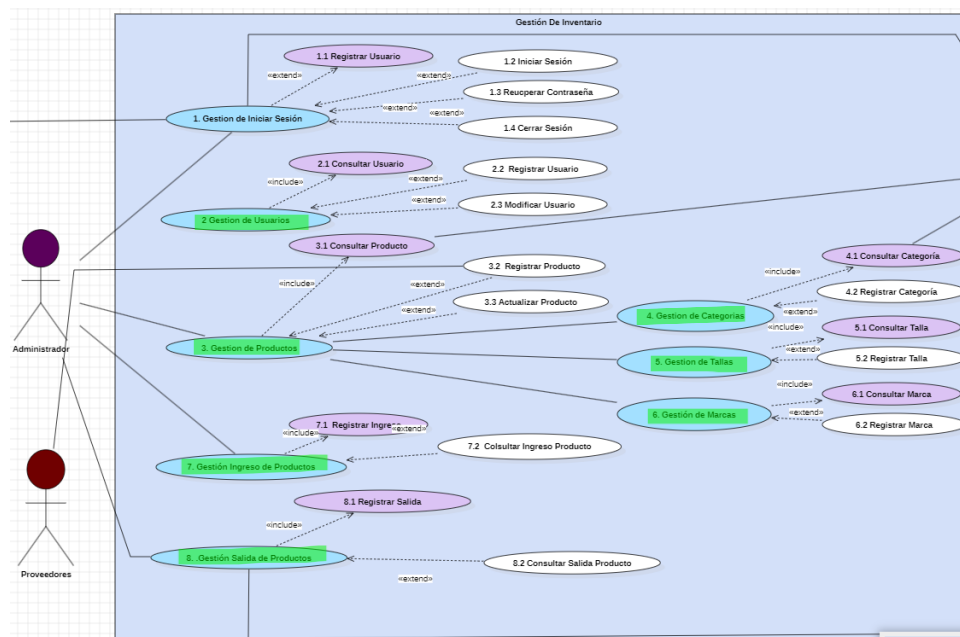 Gestión De Inventario
1.1 Registrar Usuario
1.2 Iniciar Sesión
«extend»
«extend»
1.3 Reucperar Contraseña
«extend»
«extend»
1. Gestion de Iniciar Sesión
1.4 Cerrar Sesión
2.1 Consultar Usuario
2.2 Registrar Usuario
«include»
«extend»
«extend»
2.3 Modificar Usuario
2 Gestion de Usuarios
3.1 Consultar Producto
4.1 Consultar Categoría
3.2 Registrar Producto
«include»
«include»
«extend»
4.2 Registrar Categoría
3.3 Actualizar Producto
«extend»
«extend»
4. Gestion de Categorias
«include»
5.1 Consultar Talla
Administrador
3. Gestion de Productos
«extend»
5.2 Registrar Talla
5. Gestion de Tallas
«include»
6.1 Consultar Marca
6. Gestión de Marcas
«extend»
7.1 Registrar Ingreso
6.2 Registrar Marca
«include»
«extend»
7.2 Colsultar Ingreso Producto
7. Gestión Ingreso de Productos
8.1 Registrar Salida
«include»
8. .Gestión Salida de Productos
8.2 Consultar Salida Producto
Proveedores
«extend»